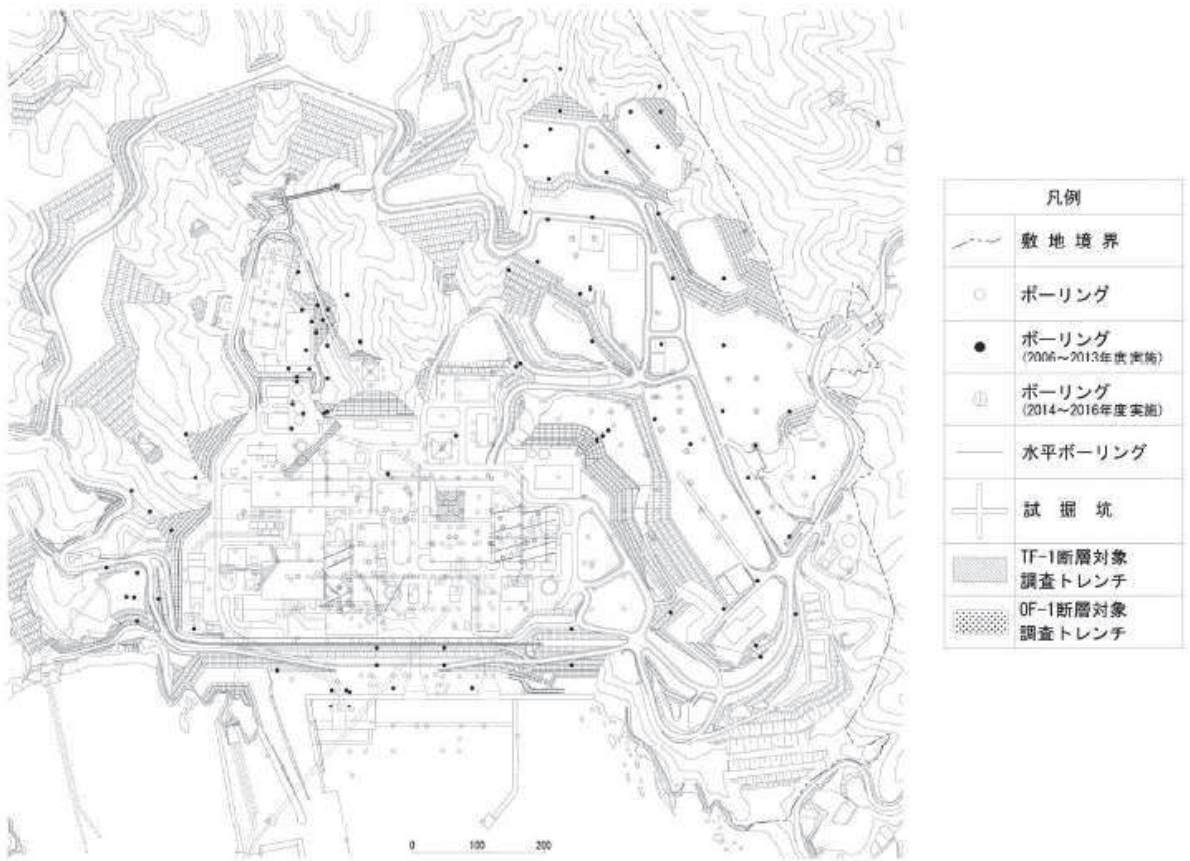 凡例
敷地境界
ボーリング
ボーリング
(2006～2013年度実施)
ボーリング
(2014～2016年度実施)
水平ボーリング
試掘坑
TF-1断層対象
調査トレンチ
OF-1断層対象
調査トレンチ
0 100 200